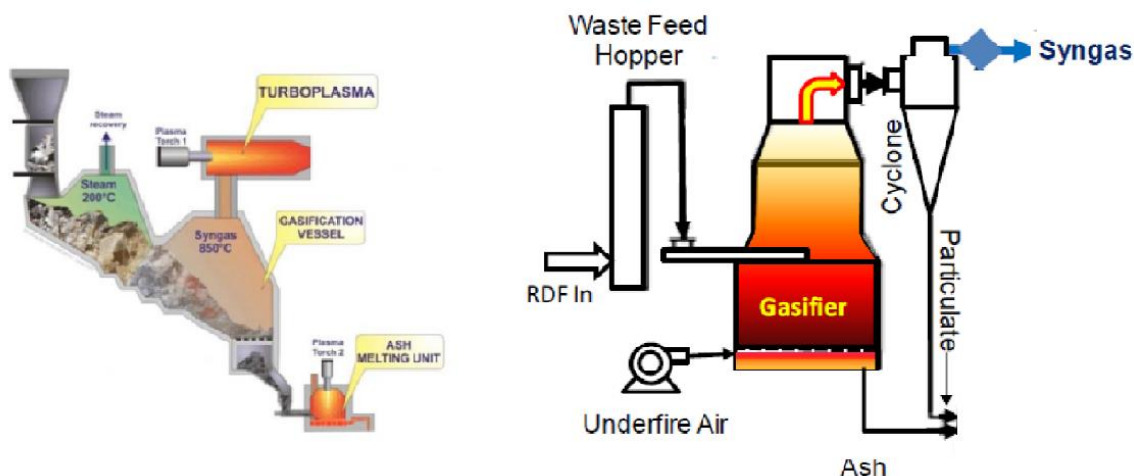 Steam
recovery
TURBOPLASMA
Plasma
Torch 1
Steam
200°C
Syngas
850°C
GASIFICATION
VESSEL
Plasma
Torch 2
ASH
MELTING UNIT
Waste Feed
Hopper
Syngas
Cyclone
Particulate
RDF In
Gasifier
Underfire Air
Ash